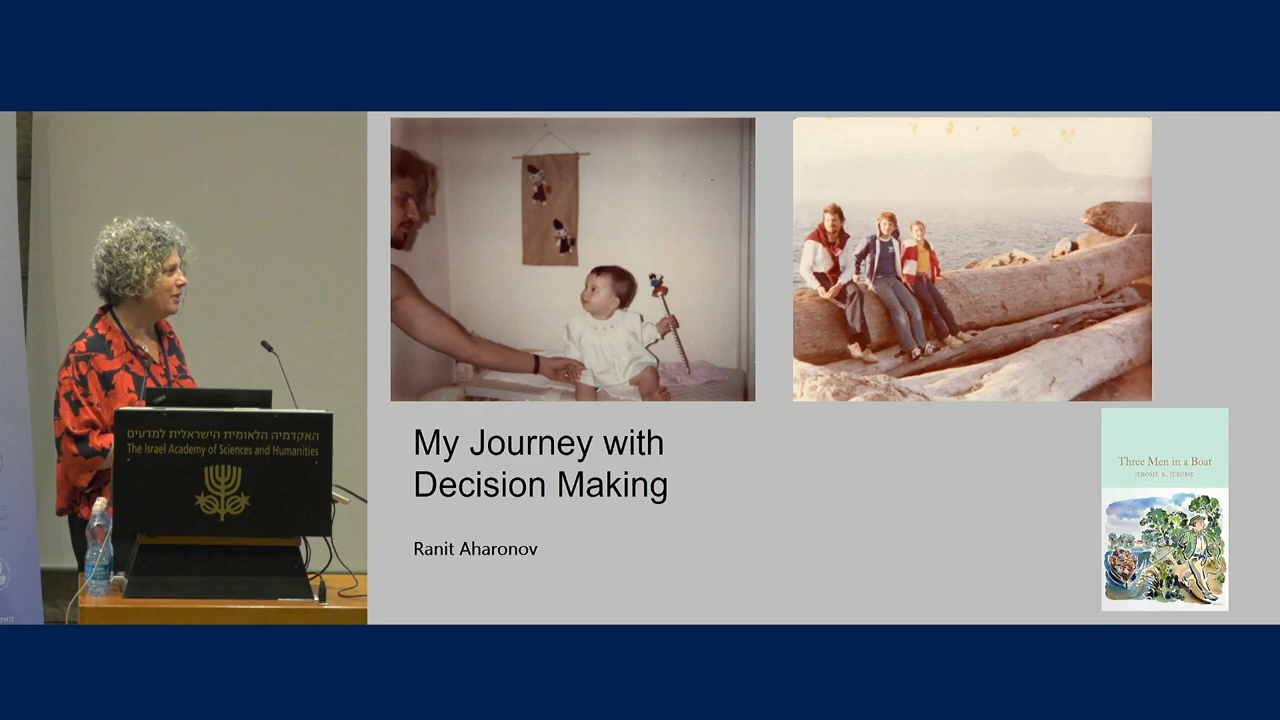 האקדמיה הלאומית הישראלית למדעים
The Israel Academy of Sciences and Humanities
My Journey with
Decision Making
Ranit Aharonov
Three Men in a Boat
JEROME K. JEROME